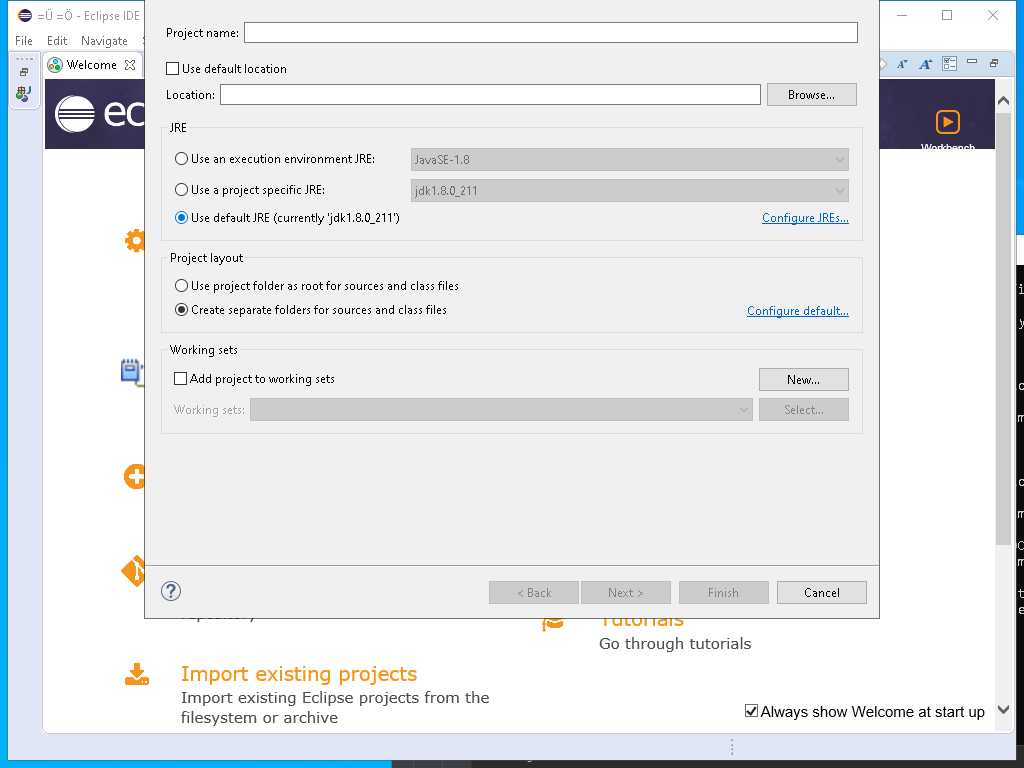 =Ü =Ö - Eclipse IDE
File Edit Navigate
Welcome
Project name:
Use default location
Location: Browse...
JRE
Use an execution environment JRE: JavaSE-1.8
Use a project specific JRE: jdk1.8.0_211
Use default JRE (currently 'jdk1.8.0_211') Configure JREs...
Project layout
Use project folder as root for sources and class files
Create separate folders for sources and class files Configure default...
Working sets
Add project to working sets New...
Working sets: Select...
< Back Next > Finish Cancel
Workbench
repository
Tutorials
Go through tutorials
Import existing projects
Import existing Eclipse projects from the
filesystem or archive
Always show Welcome at start up